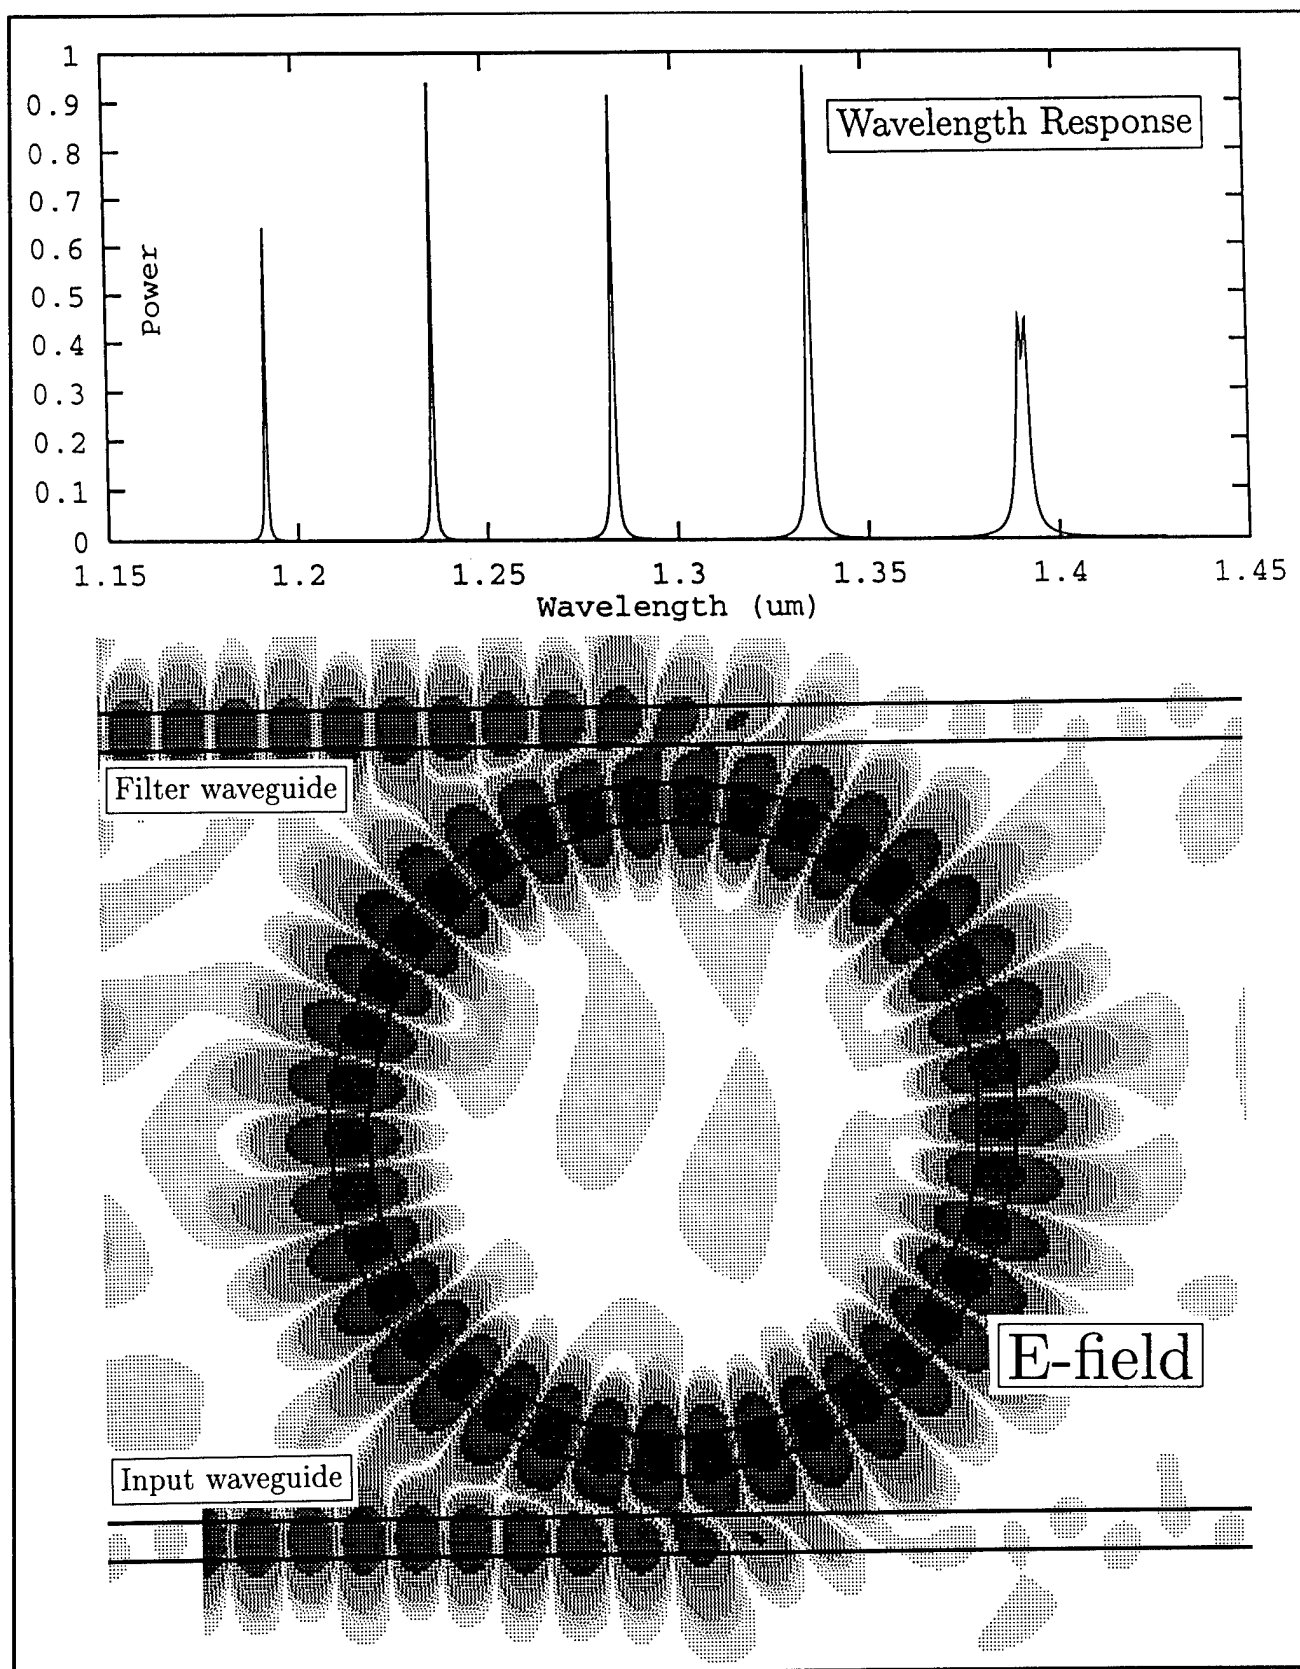 1
0.9
0.8
0.7
0.6
0.5
0.4
0.3
0.2
0.1
0
Power
Wavelength Response
1.15 1.2 1.25 1.3 1.35 1.4 1.45
Wavelength (um)
Filter waveguide
E-field
Input waveguide